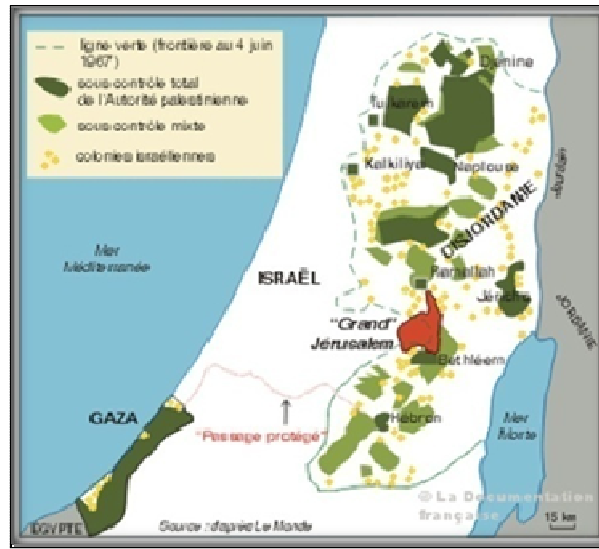 ligne verte (frontière au 4 juin
1967)
sous contrôle total
de l'Autorité palestinienne
sous contrôle mixte
colonies israéliennes
Djénine
Tulkarem
Kalkiliya
Naplouse
CISJORDANIE
Mer
Méditerranée
ISRAËL
Ramallah
Jéricho
JORDANIE
"Grand"
Jérusalem
Bethléem
GAZA
"Passage protégé"
Hébron
Mer
Morte
© La Documentation
française
EGYPTE
Source : d'après Le Monde
15 km